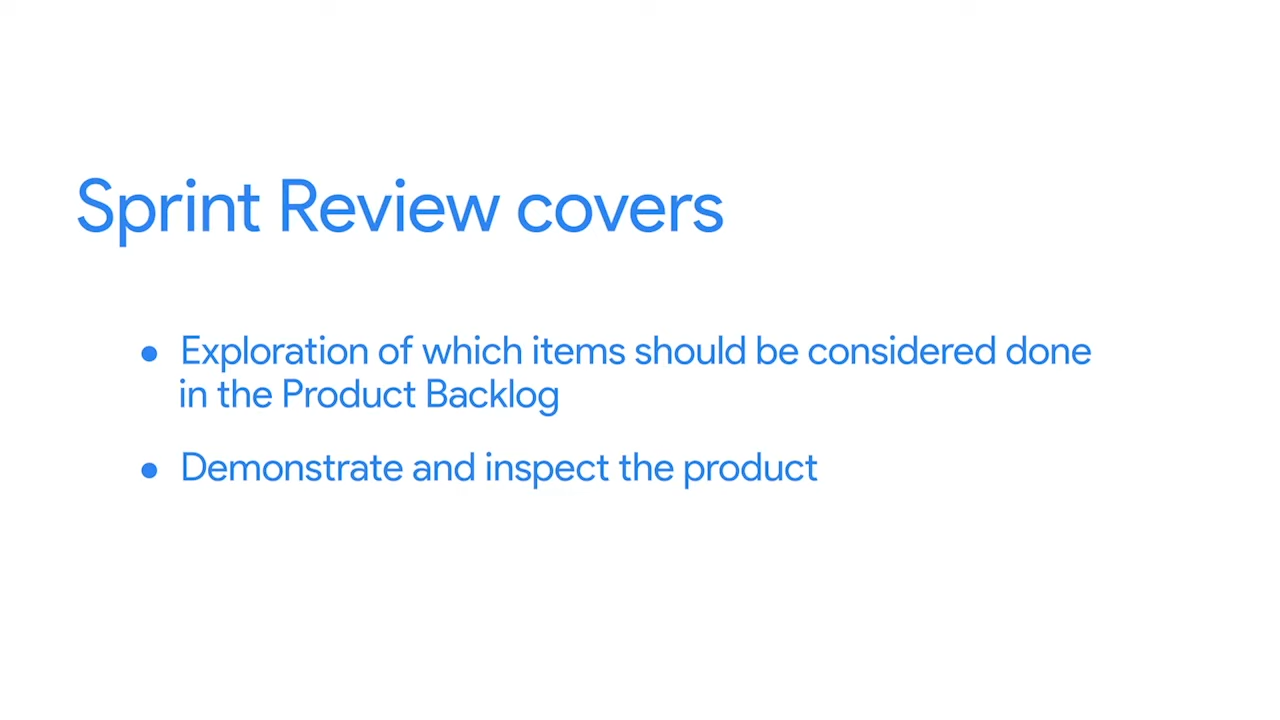 Sprint Review covers
● Exploration of which items should be considered done
in the Product Backlog
● Demonstrate and inspect the product